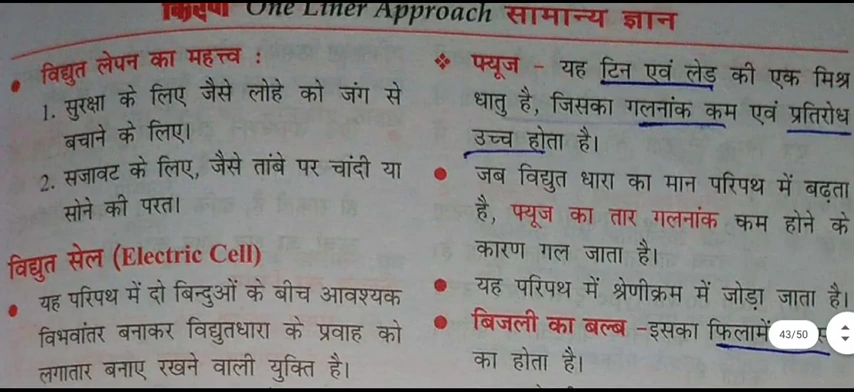 किरण One Liner Approach सामान्य ज्ञान
विद्युत लेपन का महत्त्व :
1. सुरक्षा के लिए जैसे लोहे को जंग से
बचाने के लिए।
2. सजावट के लिए, जैसे तांबे पर चांदी या
सोने की परत।
विद्युत सेल (Electric Cell)
यह परिपथ में दो बिन्दुओं के बीच आवश्यक
विभवांतर बनाकर विद्युतधारा के प्रवाह को
लगातार बनाए रखने वाली युक्ति है।
❖ फ्यूज – यह टिन एवं लेड की एक मिश्र
धातु है, जिसका गलनांक कम एवं प्रतिरोध
उच्च होता है।
जब विद्युत धारा का मान परिपथ में बढ़ता
है, फ्यूज का तार गलनांक कम होने के
कारण गल जाता है।
यह परिपथ में श्रेणीक्रम में जोड़ा जाता है।
बिजली का बल्ब –इसका
का होता है।
43/50